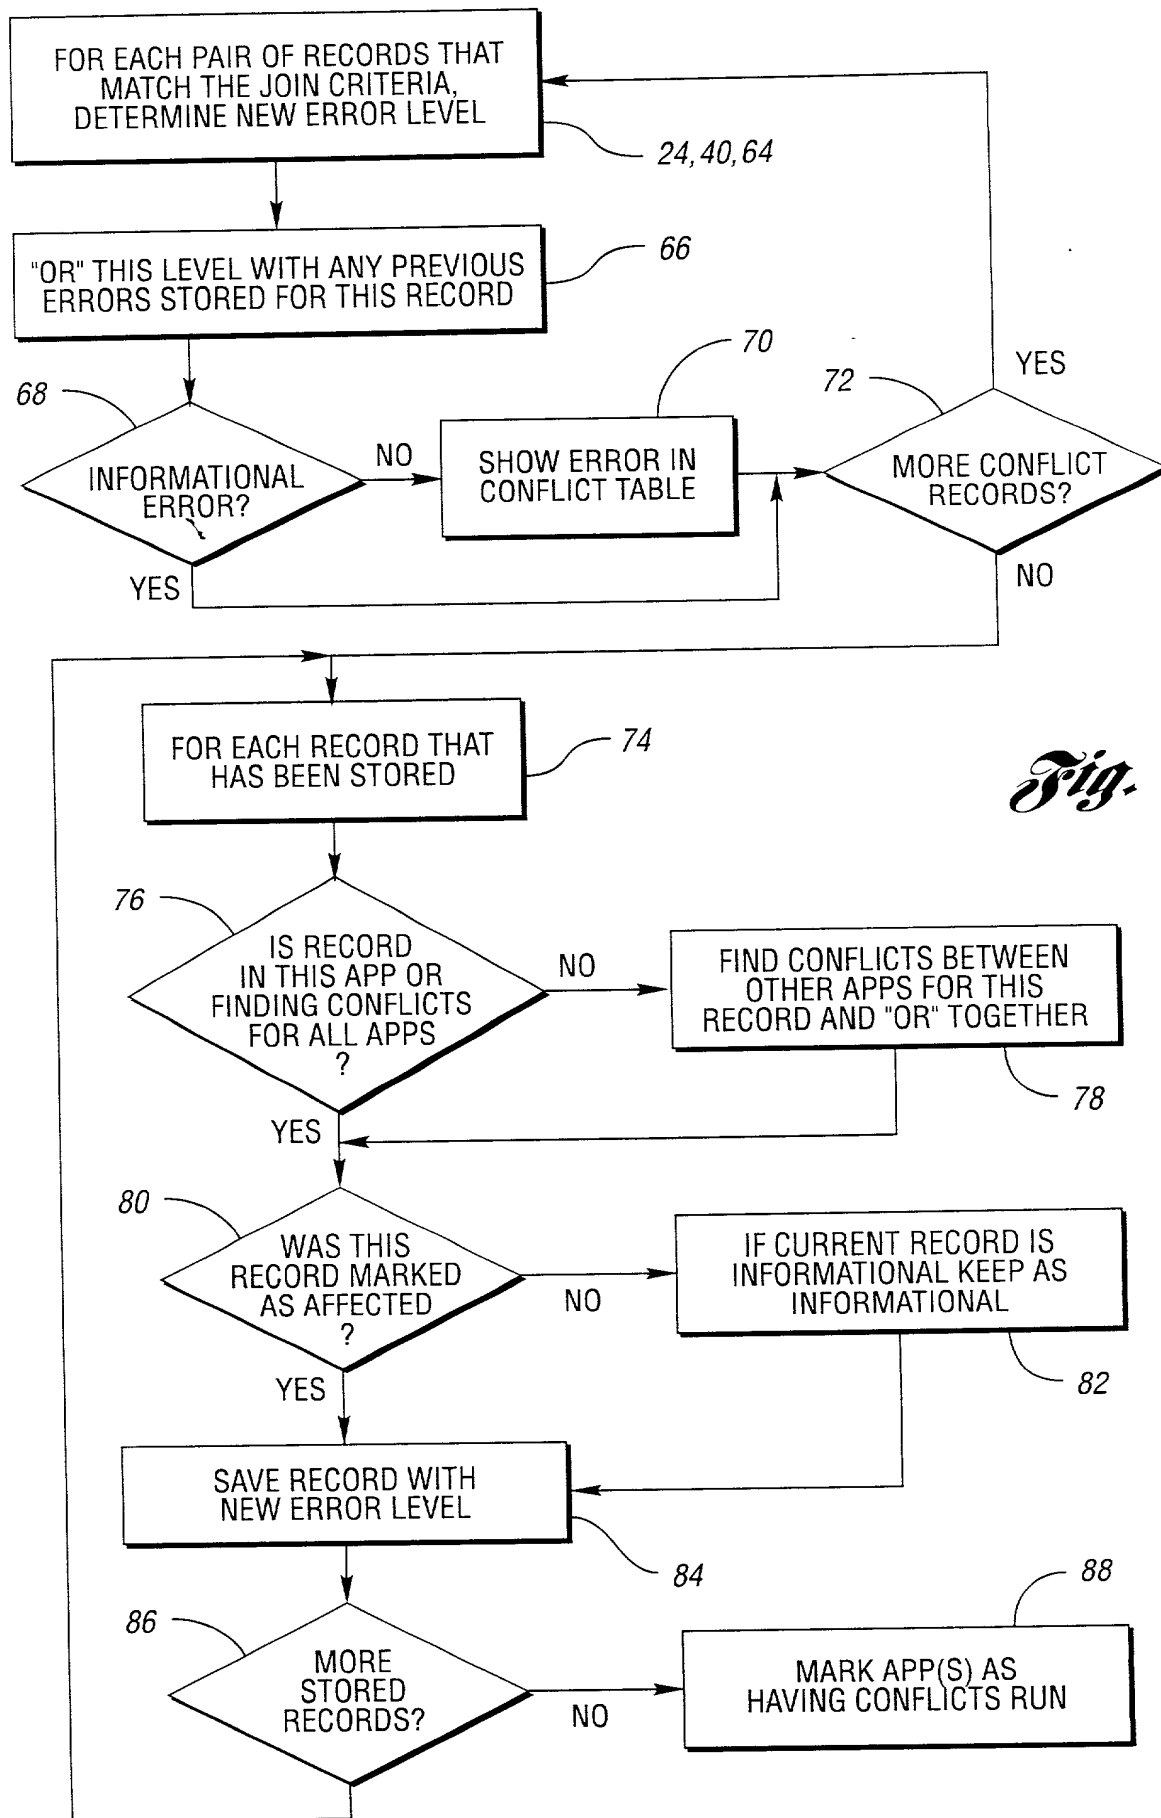 FOR EACH PAIR OF RECORDS THAT
MATCH THE JOIN CRITERIA,
DETERMINE NEW ERROR LEVEL
24, 40, 64
"OR" THIS LEVEL WITH ANY PREVIOUS
ERRORS STORED FOR THIS RECORD
66
68
INFORMATIONAL
ERROR?
NO
YES
70
SHOW ERROR IN
CONFLICT TABLE
72
YES
MORE CONFLICT
RECORDS?
NO
FOR EACH RECORD THAT
HAS BEEN STORED
74
Fig.
76
IS RECORD
IN THIS APP OR
FINDING CONFLICTS
FOR ALL APPS
?
NO
YES
FIND CONFLICTS BETWEEN
OTHER APPS FOR THIS
RECORD AND "OR" TOGETHER
78
80
WAS THIS
RECORD MARKED
AS AFFECTED
?
NO
YES
IF CURRENT RECORD IS
INFORMATIONAL KEEP AS
INFORMATIONAL
82
SAVE RECORD WITH
NEW ERROR LEVEL
84
86
MORE
STORED
RECORDS?
NO
88
MARK APP(S) AS
HAVING CONFLICTS RUN